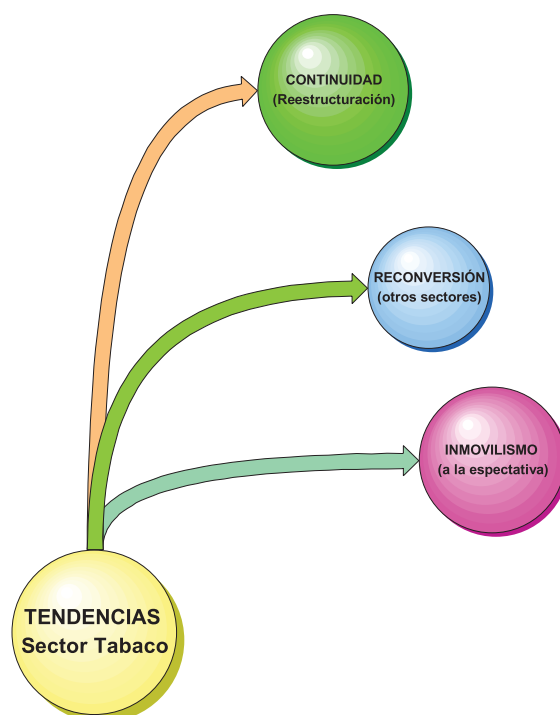 CONTINUIDAD
(Reestructuración)
RECONVERSIÓN
(otros sectores)
INMOVILISMO
(a la espectativa)
TENDENCIAS
Sector Tabaco